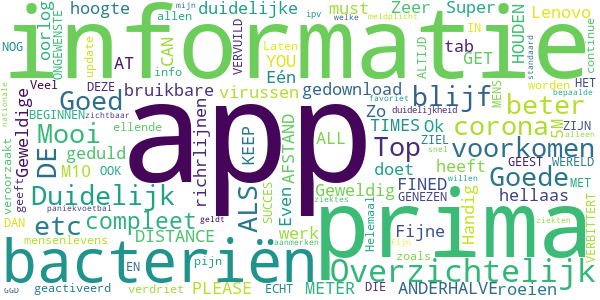 NOG oorlog hoogte allen duidelijke ipv Zeer mijn Super welke must meldplicht Lenovo
informatie
ONGEWENSTE update AT info VERVUILD CAN YOU Eén Laten ALTIJD GET tab IN HOUDEN standaard continue
Geweldige Veel DEZE bruikbare virussen gedownload blijf worden HET bepaalde
Goed BEGINNEN zichtbaar richtlijnen app Zo favoriet duidelijkheid MENS beter
nationale Mooi ellende KEEP AFSTAND ALL TIMES Ok ZIEL corona 5M ZIJN alleen
veroorzaakt DE geduld M10 OOK ALS Top voorkomen
geeft paniekvoetbal SUCCES Even Geweldig doet heeft snel GEEST WERELD
Duidelijk ziektes FINED GENEZEN Goede MET
DAN compleet geldt Helemaal Fijne willen Handig hellaas VERBITTERT
etc DISTANCE aanmerken werk prima ziekten
mensenlevens bacteriën
EN pijn zoals Fijn Overzichtelijk
GGD geactiveerd verdriet PLEASE ECHT METER DIE ANDERHALVE roeien